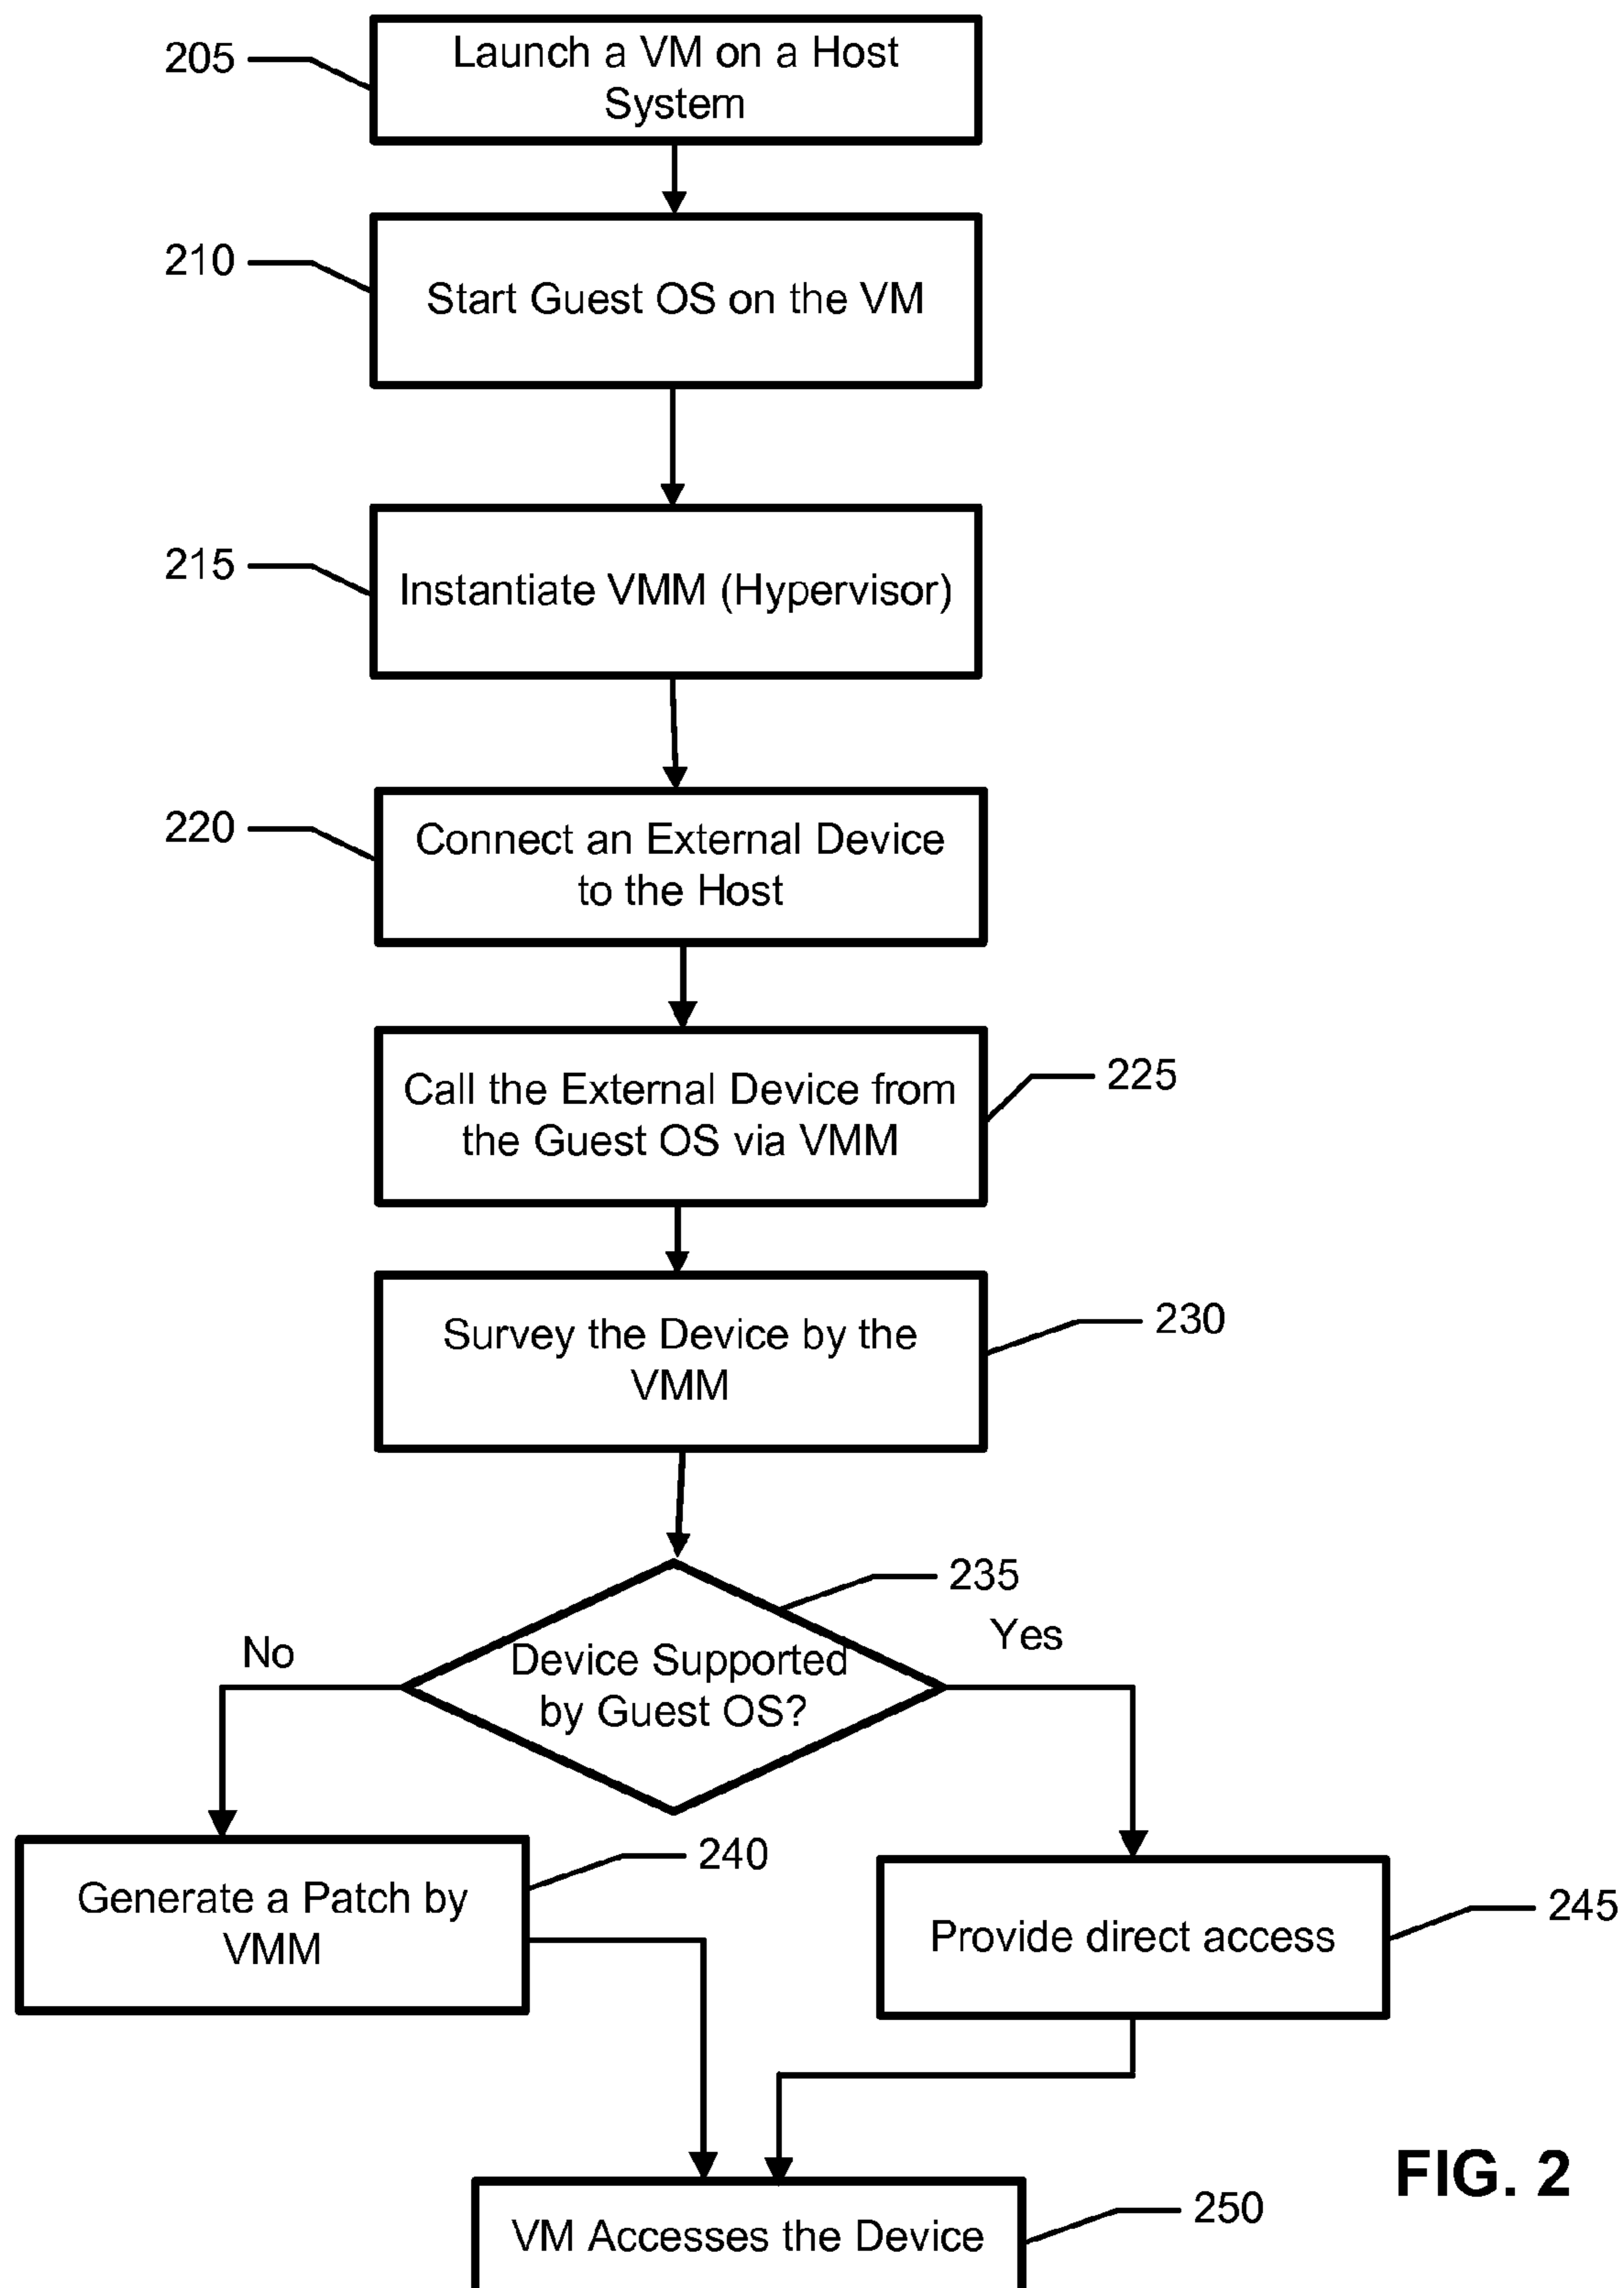 205
Launch a VM on a Host
System
210
Start Guest OS on the VM
215
Instantiate VMM (Hypervisor)
220
Connect an External Device
to the Host
Call the External Device from
the Guest OS via VMM
225
Survey the Device by the
VMM
230
235
No
Yes
Device Supported
by Guest OS?
Generate a Patch by
VMM
240
Provide direct access
245
FIG. 2
VM Accesses the Device
250